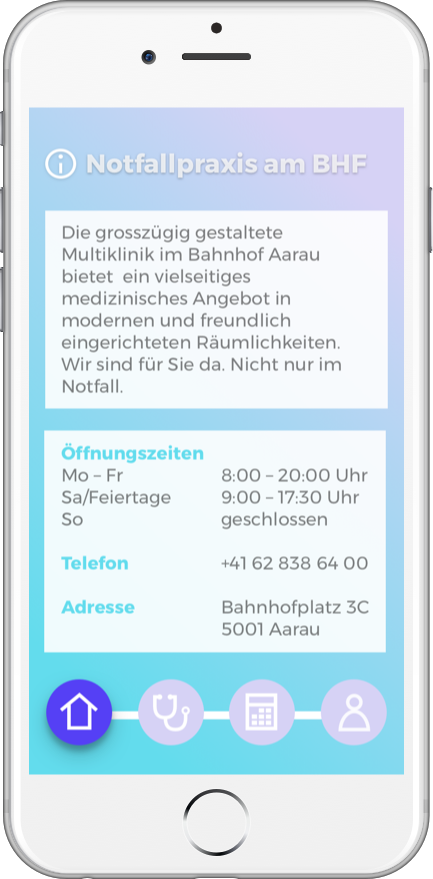 Notfallpraxis am BHF
Die grosszügig gestaltete
Multiklinik im Bahnhof Aarau
bietet ein vielseitiges
medizinisches Angebot in
modernen und freundlich
eingerichteten Räumlichkeiten.
Wir sind für Sie da. Nicht nur im
Notfall.
Öffnungszeiten
Mo – Fr 8:00 – 20:00 Uhr
Sa/Feiertage 9:00 – 17:30 Uhr
So geschlossen
Telefon +41 62 838 64 00
Adresse Bahnhofplatz 3C
5001 Aarau